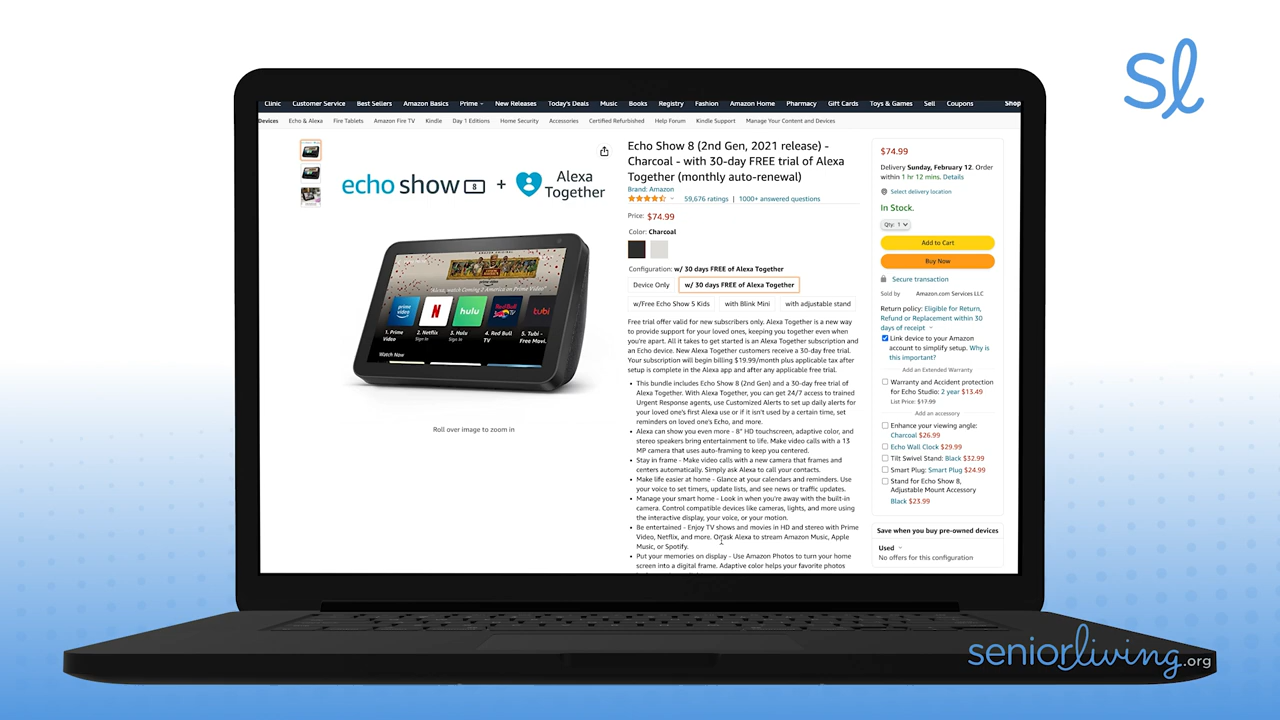 sl
Clinic Customer Service Best Sellers Amazon Basics Prime New Releases Today's Deals Music Books Registry Fashion Amazon Home Pharmacy Gift Cards Toys & Games Sell Coupons Shop
Devices Echo & Alexa Fire Tablets Amazon Fire TV Kindle Day 1 Editions Home Security Accessories Certified Refurbished Help Forum Kindle Support Manage Your Content and Devices
echo show 8 + Alexa
Together
prime video
N
hulu
Red Bull TV
tubi
1. Prime
Video
2. Netflix
3. Hulu
4. Red Bull
TV
5. Tubi -
Free Movi..
Watch Now
Roll over image to zoom in
Echo Show 8 (2nd Gen, 2021 release) -
Charcoal - with 30-day FREE trial of Alexa
Together (monthly auto-renewal)
Brand: Amazon
59,676 ratings | 1000+ answered questions
Price: $74.99
Color: Charcoal
Configuration: w/ 30 days FREE of Alexa Together
Device Only w/ 30 days FREE of Alexa Together
w/Free Echo Show 5 Kids with Blink Mini with adjustable stand
Free trial offer valid for new subscribers only. Alexa Together is a new way
to provide support for your loved ones, keeping you together even when
you're apart. All it takes to get started is an Alexa Together subscription and
an Echo device. New Alexa Together customers receive a 30-day free trial.
Your subscription will begin billing $19.99/month plus applicable tax after
setup is complete in the Alexa app and after any applicable free trial.
• This bundle includes Echo Show 8 (2nd Gen) and a 30-day free trial of
Alexa Together. With Alexa Together, you can get 24/7 access to trained
Urgent Response agents, use Customized Alerts to set up daily alerts for
your loved one's first Alexa use or if it isn't used by a certain time, set
reminders on loved one's Echo, and more.
• Alexa can show you even more - 8" HD touchscreen, adaptive color, and
stereo speakers bring entertainment to life. Make video calls with a 13
MP camera that uses auto-framing to keep you centered.
• Stay in frame - Make video calls with a new camera that frames and
centers automatically. Simply ask Alexa to call your contacts.
• Make life easier at home - Glance at your calendars and reminders. Use
your voice to set timers, update lists, and see news or traffic updates.
• Manage your smart home - Look in when you're away with the built-in
camera. Control compatible devices like cameras, lights, and more using
the interactive display, your voice, or your motion.
• Be entertained - Enjoy TV shows and movies in HD and stereo with Prime
Video, Netflix, and more. Or ask Alexa to stream Amazon Music, Apple
Music, or Spotify.
• Put your memories on display - Use Amazon Photos to turn your home
screen into a digital frame. Adaptive color helps your favorite photos
$74.99
Delivery Sunday, February 12. Order
within 1 hr 12 mins. Details
Select delivery location
In Stock.
Qty: 1
Add to Cart
Buy Now
Secure transaction
Sold by Amazon.com Services LLC
Return policy: Eligible for Return,
Refund or Replacement within 30
days of receipt
Link device to your Amazon
account to simplify setup. Why is
this important?
Add an Extended Warranty
Warranty and Accident protection
for Echo Studio: 2 year $13.49
List Price: $17.99
Add an accessory
Enhance your viewing angle:
Charcoal $26.99
Echo Wall Clock $29.99
Tilt Swivel Stand: Black $32.99
Smart Plug: Smart Plug $24.99
Stand for Echo Show 8,
Adjustable Mount Accessory
Black $23.99
Save when you buy pre-owned devices
Used
No offers for this configuration
seniorliving.org